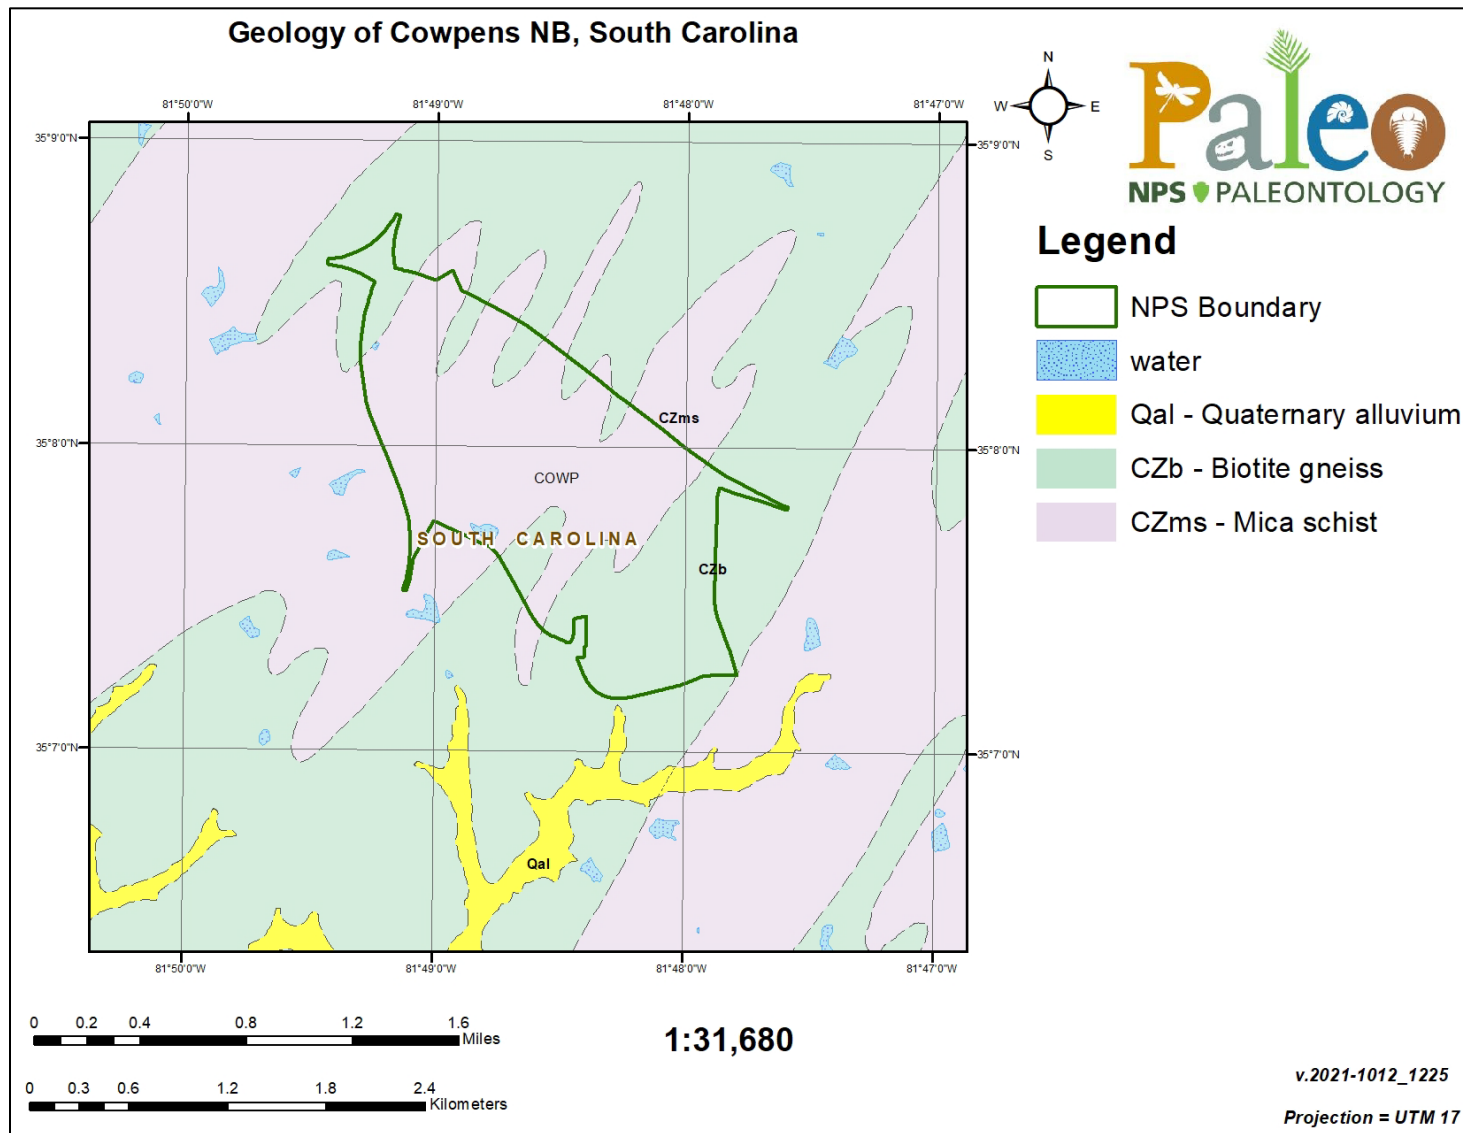 Geology of Cowpens NB, South Carolina
N
W E
S
Paleo
NPS PALEONTOLOGY
81°50'0"W 81°49'0"W 81°48'0"W 81°47'0"W
35°9'0"N 35°9'0"N
CZms
35°8'0"N 35°8'0"N
COWP
SOUTH CAROLINA
CZb
35°7'0"N 35°7'0"N
Qal
81°50'0"W 81°49'0"W 81°48'0"W 81°47'0"W
Legend
NPS Boundary
water
Qal - Quaternary alluvium
CZb - Biotite gneiss
CZms - Mica schist
0 0.2 0.4 0.8 1.2 1.6
Miles
0 0.3 0.6 1.2 1.8 2.4
Kilometers
1:31,680
v.2021-1012_1225
Projection = UTM 17